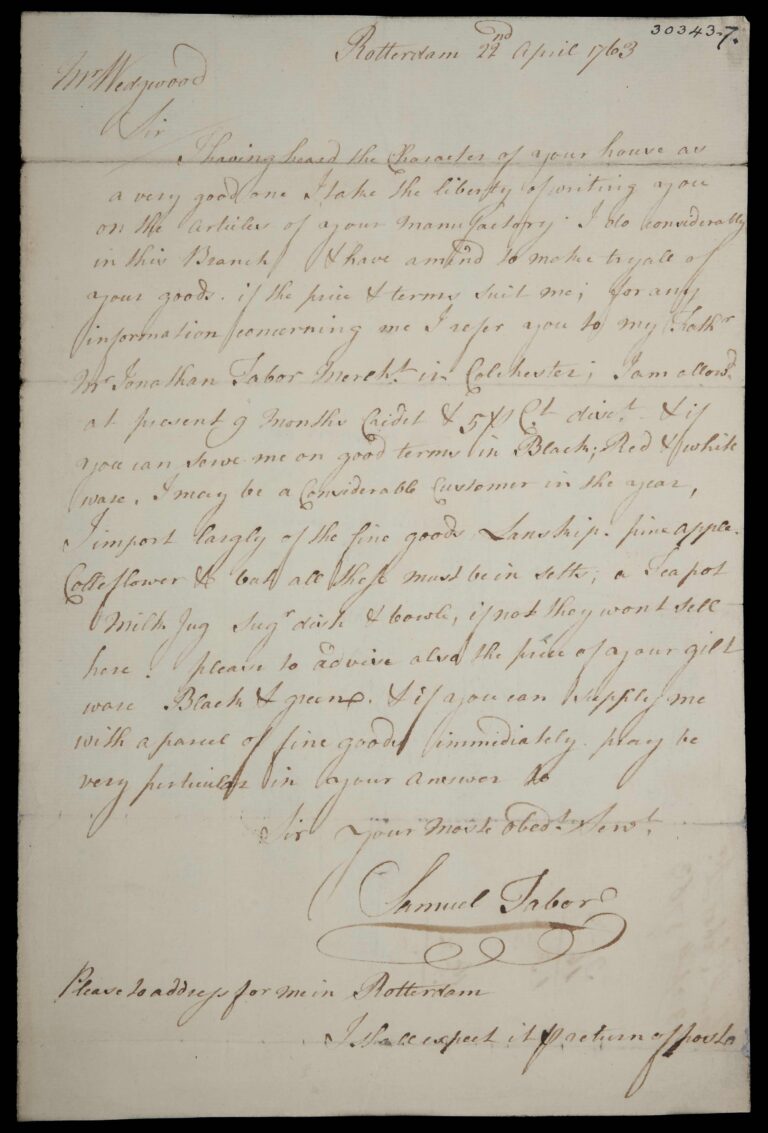 30343-7.
Rotterdam 22nd April 1763
Mr Wedgwood
Sir
Having heard the Character of your house as
a very good one I take the liberty of writing you
on the articles of your manufactory. I do considerably
in this Branch & have a mind to make tryall of
your goods. if the price & terms suit me; for any
information concerning me I refer you to my Fathr
Mr Jonathan Tabor Mercht. in Colchester; I am allowd
at present 9 Months Cridet & 5 p Ct. disct. & if
you can serve me on good terms in Black; Red & white
ware. I may be a Considerable Customer in the year,
I import largly of the fine goods Lanskip. pine apple.
Colleflower & but all these must be in setts; a Teapot
Milk Jug Sugr dish & bowle, if not they wont sell
here. please to advise also the price of your gilt
ware Black & green. & if you can supply me
with a parcel of fine goods immidiately. pray be
very perticular in your answer to
Sir your Moste obedt. Servt.
Samuel Tabor
Please to address for me in Rotterdam
I shall expect it p return of poste